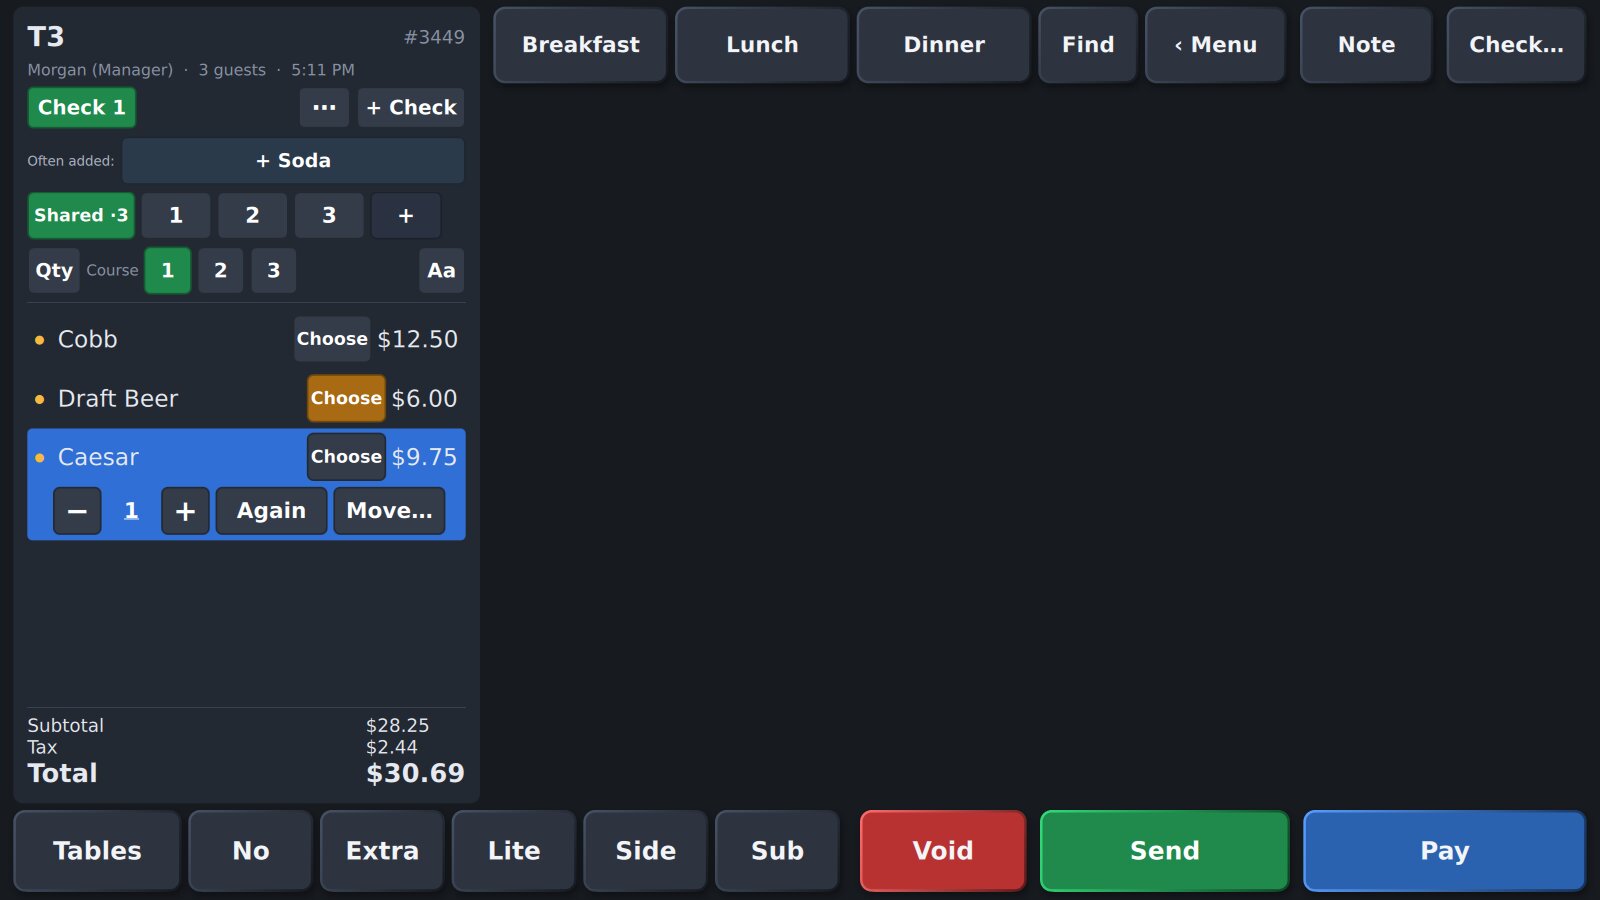 T3 #3449
Morgan (Manager) · 3 guests · 5:11 PM
Check 1 ··· + Check
Often added: + Soda
Shared ·3 1 2 3 +
Qty Course 1 2 3 Aa
Cobb Choose $12.50
Draft Beer Choose $6.00
Caesar Choose $9.75
− 1 + Again Move…
Subtotal $28.25
Tax $2.44
Total $30.69
Breakfast Lunch Dinner Find ‹ Menu Note Check…
Tables No Extra Lite Side Sub Void Send Pay